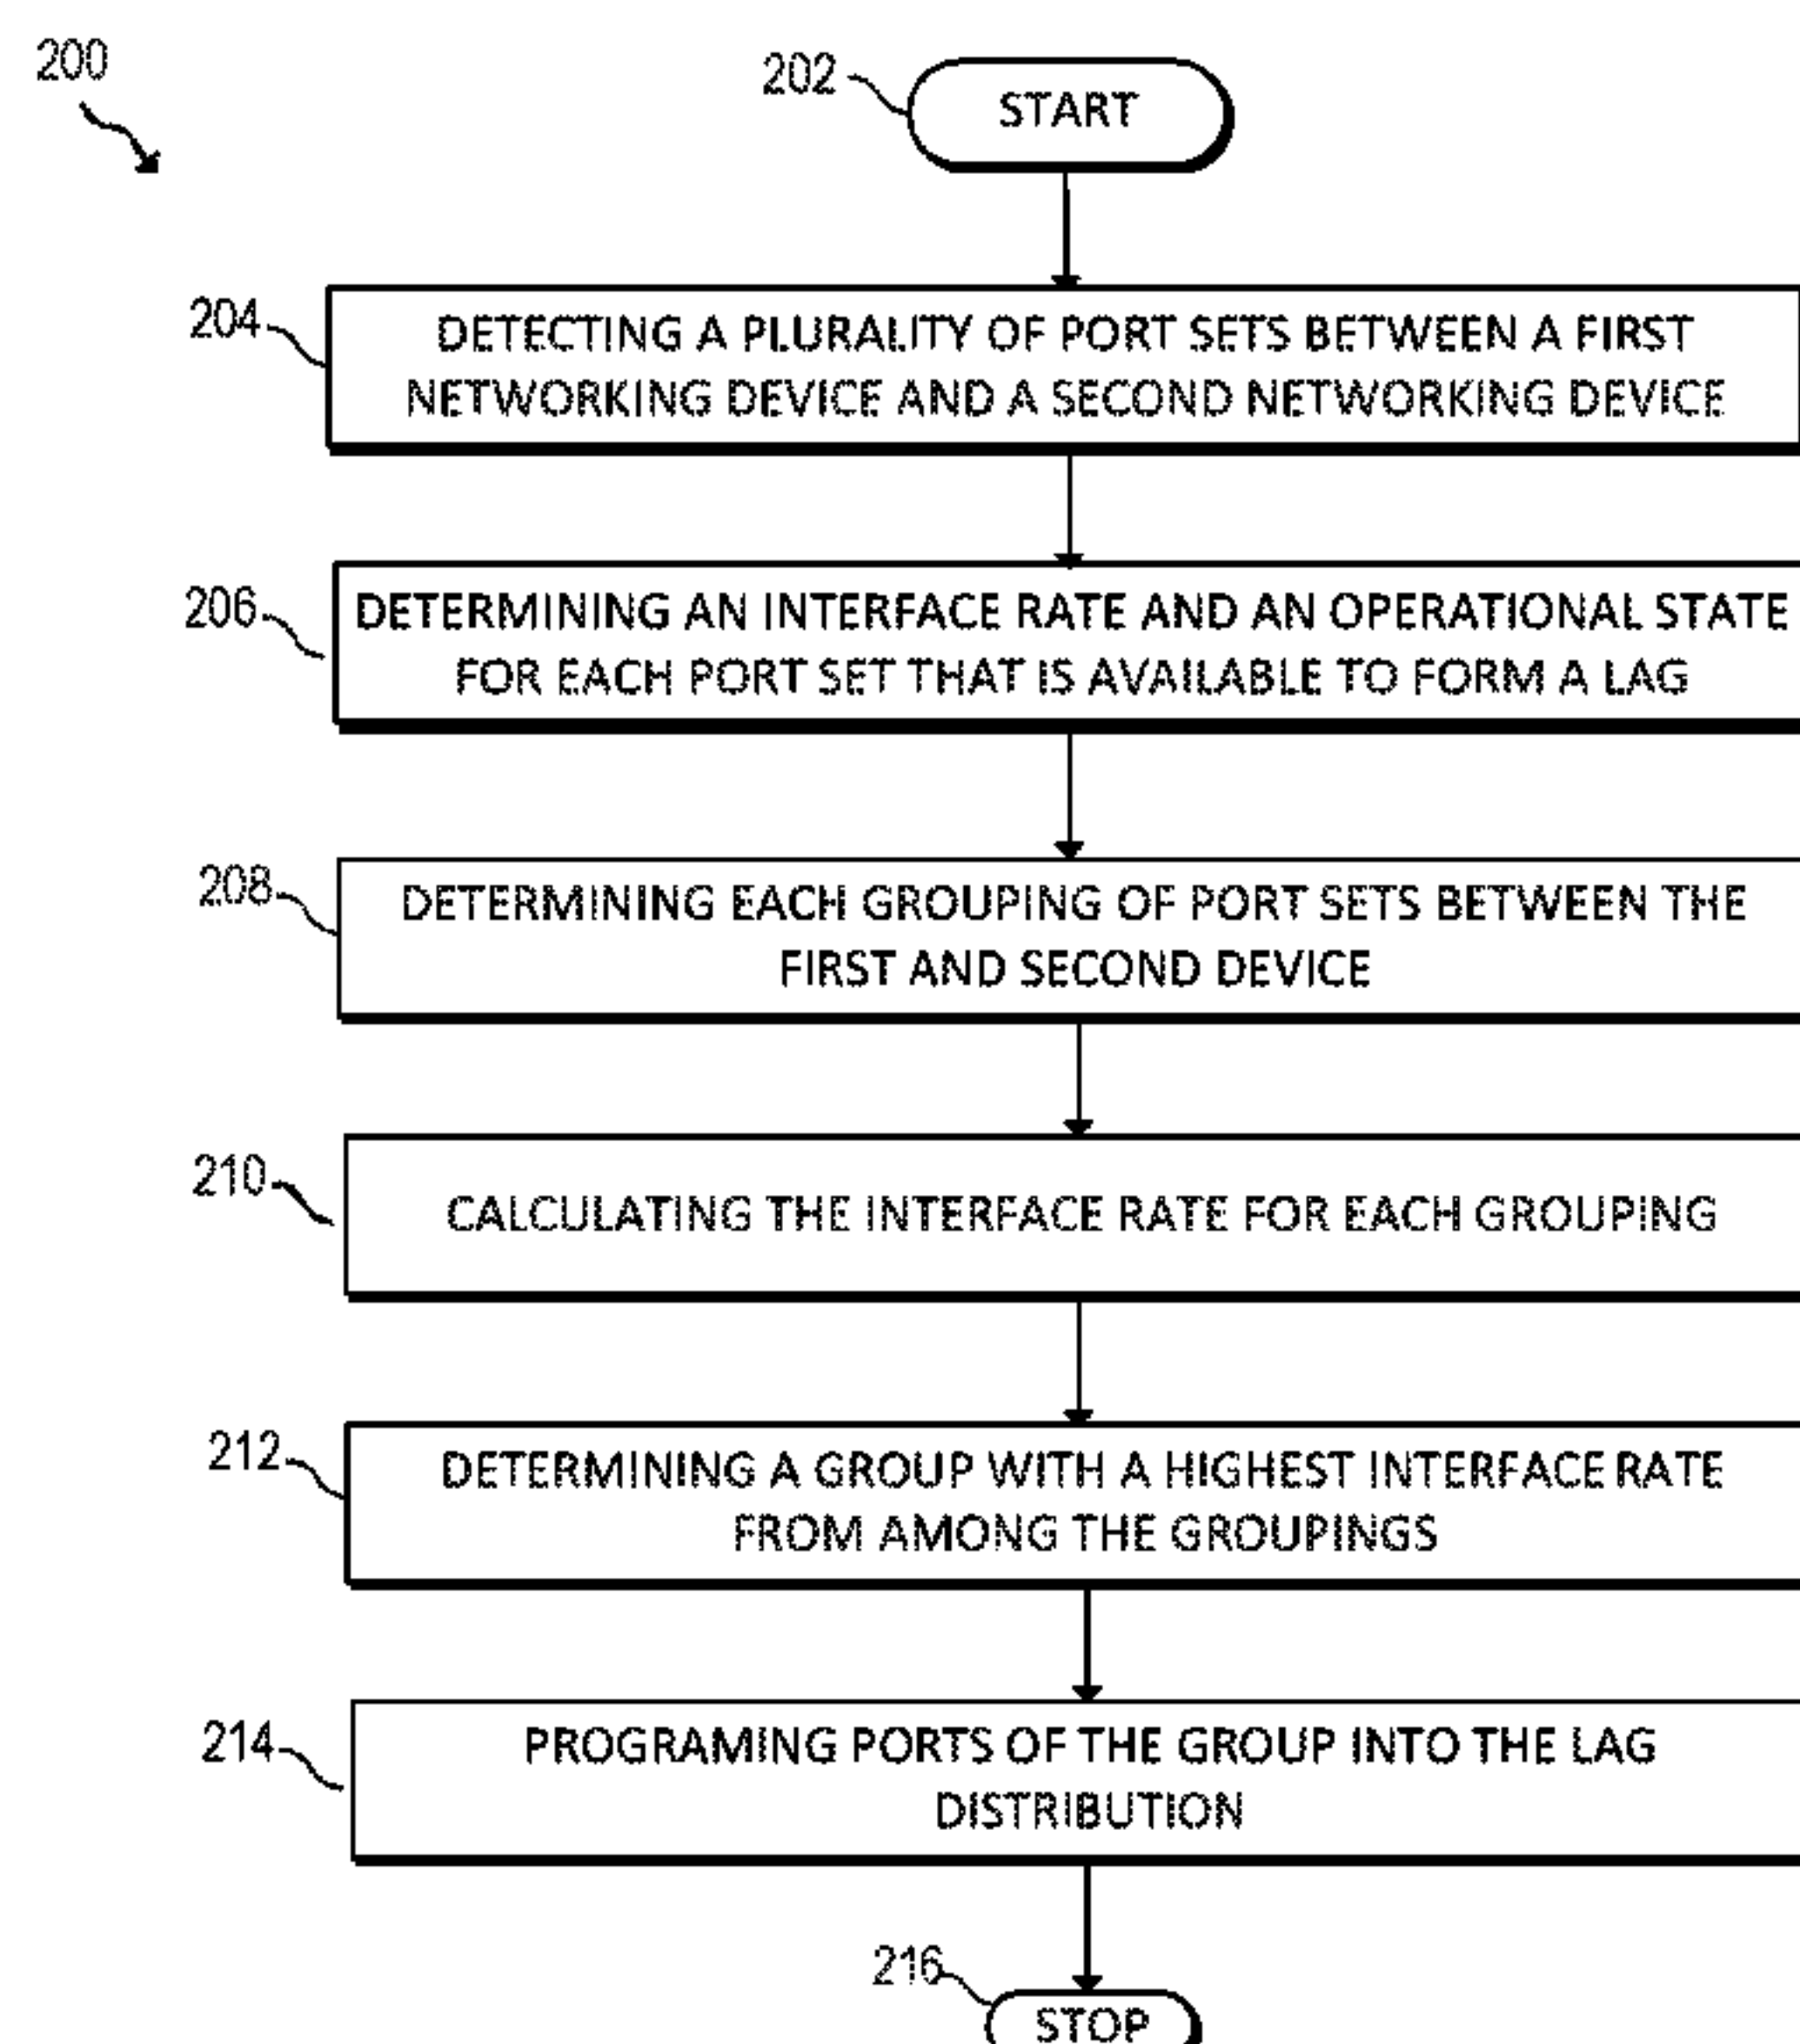 200
202
START
204
DETECTING A PLURALITY OF PORT SETS BETWEEN A FIRST
NETWORKING DEVICE AND A SECOND NETWORKING DEVICE
206
DETERMINING AN INTERFACE RATE AND AN OPERATIONAL STATE
FOR EACH PORT SET THAT IS AVAILABLE TO FORM A LAG
208
DETERMINING EACH GROUPING OF PORT SETS BETWEEN THE
FIRST AND SECOND DEVICE
210
CALCULATING THE INTERFACE RATE FOR EACH GROUPING
212
DETERMINING A GROUP WITH A HIGHEST INTERFACE RATE
FROM AMONG THE GROUPINGS
214
PROGRAMING PORTS OF THE GROUP INTO THE LAG
DISTRIBUTION
216
STOP